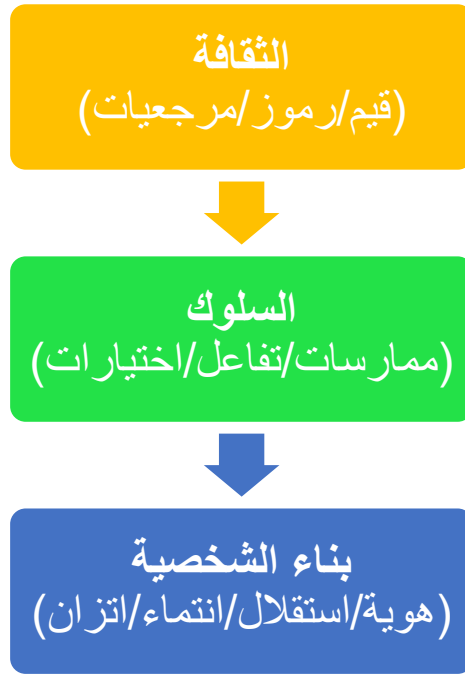 الثقافة
(قيم/رموز/مرجعيات)
السلوك
(ممارسات/تفاعل/اختيارات)
بناء الشخصية
(هوية/استقلال/انتماء/اتزان)